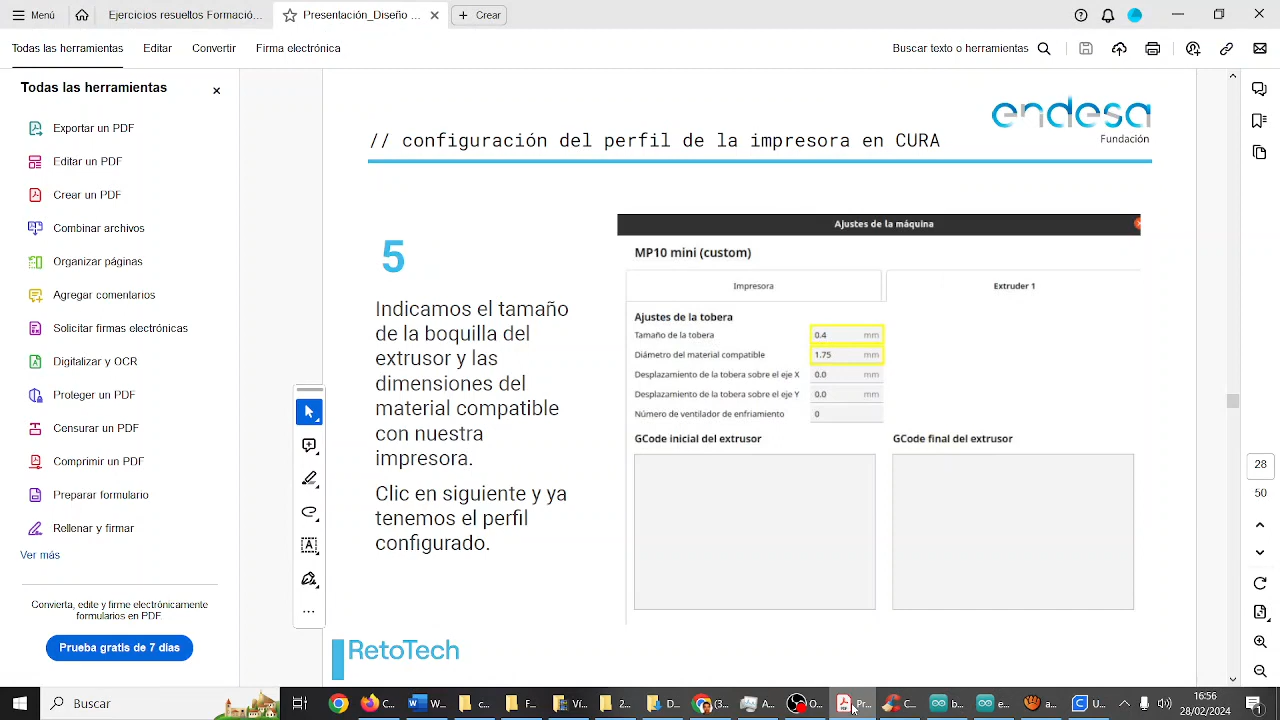 Menú
Ejercicios Resueltos...
Diseño, ...
+ Crear
Todas las herramientas
Editar
Convertir
Firma electrónica
Buscar texto o herramientas
Todas las herramientas
Exportar un PDF
Editar un PDF
Crear un PDF
Combinar archivos
Organizar páginas
Agregar comentarios
Solicitar firmas electrónicas
Digitalizar y OCR
Proteger un PDF
Censurar un PDF
Comprimir un PDF
Preparar formulario
Rellenar y firmar
Ver más
Convierta, edite y firme electrónicamente
formularios en PDF.
Prueba gratis de 7 días
endesa
Fundación
// configuración del perfil de la impresora en CURA
5
Indicamos el tamaño
de la boquilla del
extrusor y las
dimensiones del
material compatible
con nuestra
impresora.
Clic en siguiente y ya
tenemos el perfil
configurado.
Ajustes de la máquina
MP10 mini (custom)
Impresora
Extruder 1
Ajustes de la tobera
Tamaño de la tobera 0.4 mm
Diámetro del material compatible 1.75 mm
Desplazamiento de la tobera sobre el eje X 0.0 mm
Desplazamiento de la tobera sobre el eje Y 0.0 mm
Número de ventilador de enfriamiento 0
GCode inicial del extrusor
GCode final del extrusor
RetoTech
28
50
Buscar
C...
W...
C...
F...
Vi...
2...
D...
G...
A...
O...
Pr...
C...
b...
a...
b...
U...
16:56
28/02/2024